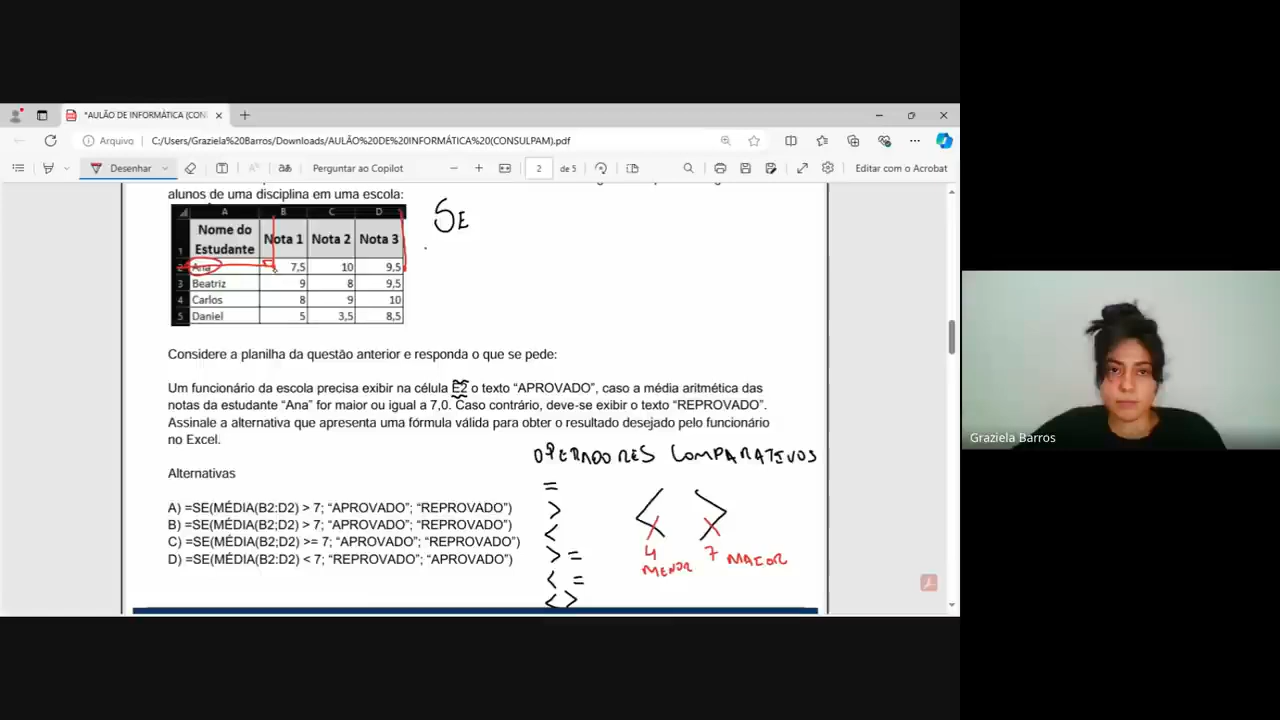 *AULÃO DE INFORMÁTICA (CON
Arquivo C:/Users/Graziela%20Barros/Downloads/AULÃO%20DE%20INFORMÁTICA%20(CONSULPAM).pdf
Desenhar Perguntar ao Copilot 2 de 5 Editar com o Acrobat
alunos de uma disciplina em uma escola:
A B C D
1 Nome do Estudante Nota 1 Nota 2 Nota 3
2 Ana 7,5 10 9,5
3 Beatriz 9 8 9,5
4 Carlos 8 9 10
5 Daniel 5 3,5 8,5
SE
Considere a planilha da questão anterior e responda o que se pede:
Um funcionário da escola precisa exibir na célula E2 o texto “APROVADO”, caso a média aritmética das
notas da estudante “Ana” for maior ou igual a 7,0. Caso contrário, deve-se exibir o texto “REPROVADO”.
Assinale a alternativa que apresenta uma fórmula válida para obter o resultado desejado pelo funcionário
no Excel.
Alternativas
A) =SE(MÉDIA(B2:D2) > 7; “APROVADO”; “REPROVADO”)
B) =SE(MÉDIA(B2;D2) > 7; “APROVADO”; “REPROVADO”)
C) =SE(MÉDIA(B2;D2) >= 7; “APROVADO”; “REPROVADO”)
D) =SE(MÉDIA(B2:D2) < 7; “REPROVADO”; “APROVADO”)
OPERADORES COMPARATIVOS
=
>
<
> =
< =
<>
< >
4 7
MENOR MAIOR
Graziela Barros